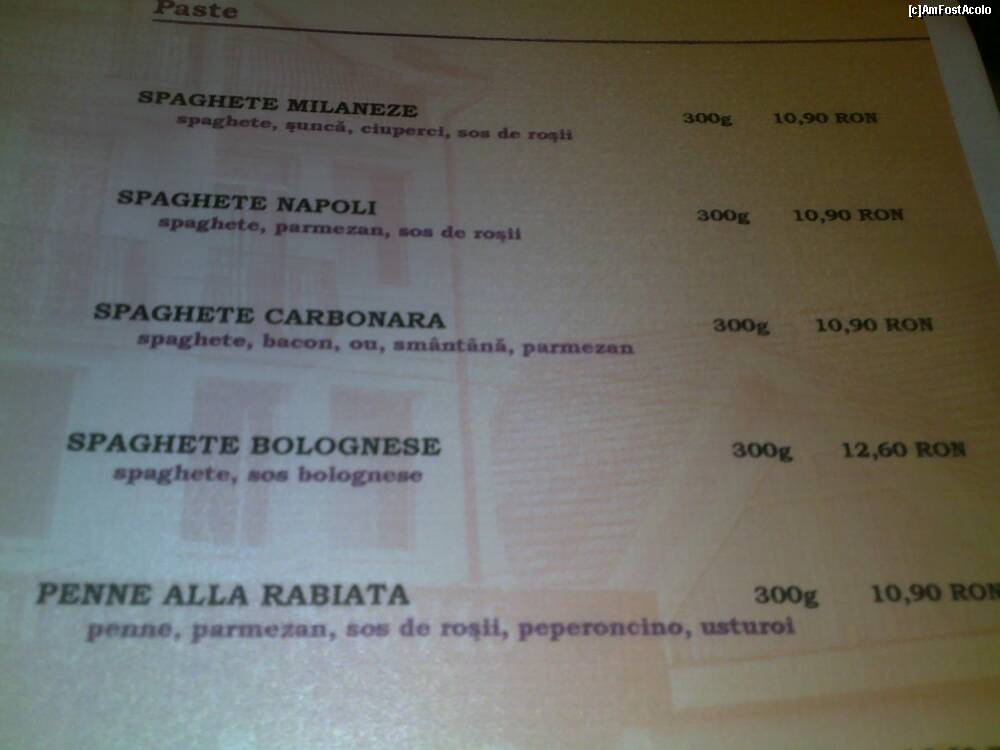 [c]AmFostAcolo
Paste
SPAGHETE MILANEZE 300g 10,90 RON
spaghete, şuncă, ciuperci, sos de roşii
SPAGHETE NAPOLI 300g 10,90 RON
spaghete, parmezan, sos de roşii
SPAGHETE CARBONARA 300g 10,90 RON
spaghete, bacon, ou, smântână, parmezan
SPAGHETE BOLOGNESE 300g 12,60 RON
spaghete, sos bolognese
PENNE ALLA RABIATA 300g 10,90 RON
penne, parmezan, sos de roşii, peperoncino, usturoi